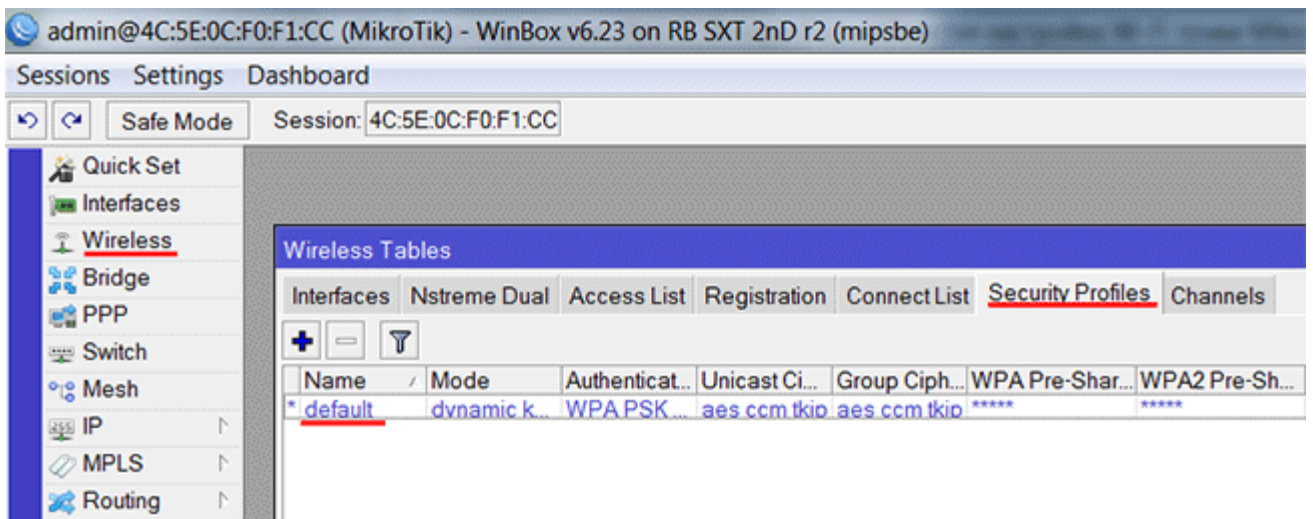 admin@4C:5E:0C:F0:F1:CC (MikroTik) - WinBox v6.23 on RB SXT 2nD r2 (mipsbe)
Sessions Settings Dashboard
Safe Mode Session: 4C:5E:0C:F0:F1:CC
Quick Set
Interfaces
Wireless
Bridge
PPP
Switch
Mesh
IP
MPLS
Routing
Wireless Tables
Interfaces Nstreme Dual Access List Registration Connect List Security Profiles Channels
Name / Mode Authenticat... Unicast Ci... Group Ciph... WPA Pre-Shar... WPA2 Pre-Sh...
* default dynamic k... WPA PSK ... aes ccm tkip aes ccm tkip ***** *****